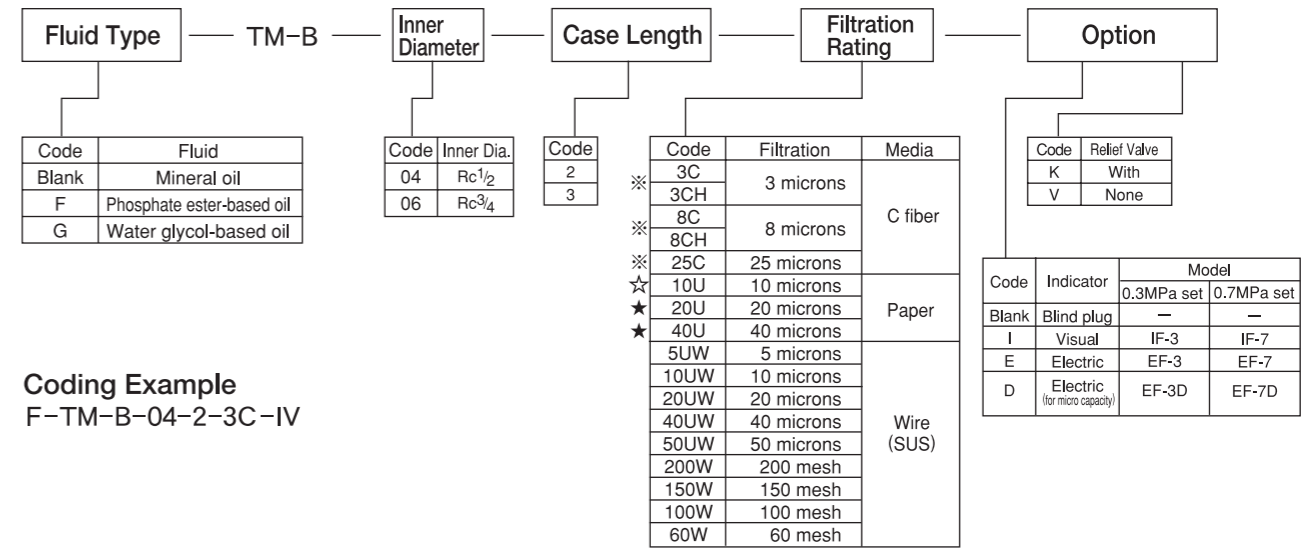 Fluid Type — TM-B — Inner Diameter — Case Length — Filtration Rating — Option
Code Fluid
Blank Mineral oil
F Phosphate ester-based oil
G Water glycol-based oil
Code Inner Dia.
04 Rc1/2
06 Rc3/4
Code
2
3
Code Filtration Media
※ 3C 3 microns C fiber
3CH
※ 8C 8 microns
8CH
※ 25C 25 microns
☆ 10U 10 microns Paper
★ 20U 20 microns
★ 40U 40 microns
5UW 5 microns Wire (SUS)
10UW 10 microns
20UW 20 microns
40UW 40 microns
50UW 50 microns
200W 200 mesh
150W 150 mesh
100W 100 mesh
60W 60 mesh
Code Relief Valve
K With
V None
Code Indicator Model
0.3MPa set 0.7MPa set
Blank Blind plug — —
I Visual IF-3 IF-7
E Electric EF-3 EF-7
D Electric (for micro capacity) EF-3D EF-7D
Coding Example
F-TM-B-04-2-3C-IV